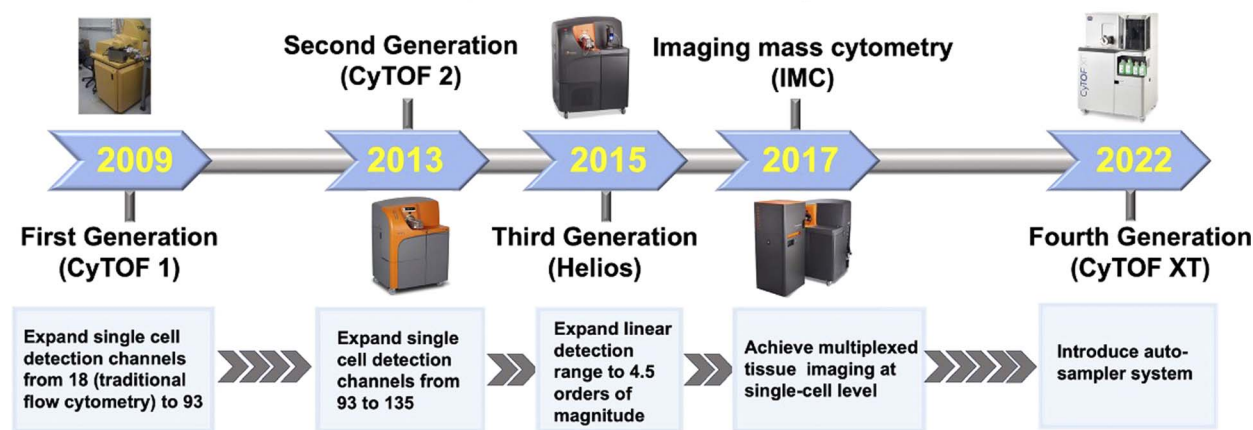 Second Generation
(CyTOF 2)
Imaging mass cytometry
(IMC)
CyTOF XT
2009
2013
2015
2017
2022
First Generation
(CyTOF 1)
Third Generation
(Helios)
Fourth Generation
(CyTOF XT)
Expand single cell
detection channels
from 18 (traditional
flow cytometry) to 93
Expand single
cell detection
channels from
93 to 135
Expand linear
detection
range to 4.5
orders of
magnitude
Achieve multiplexed
tissue imaging at
single-cell level
Introduce auto-
sampler system